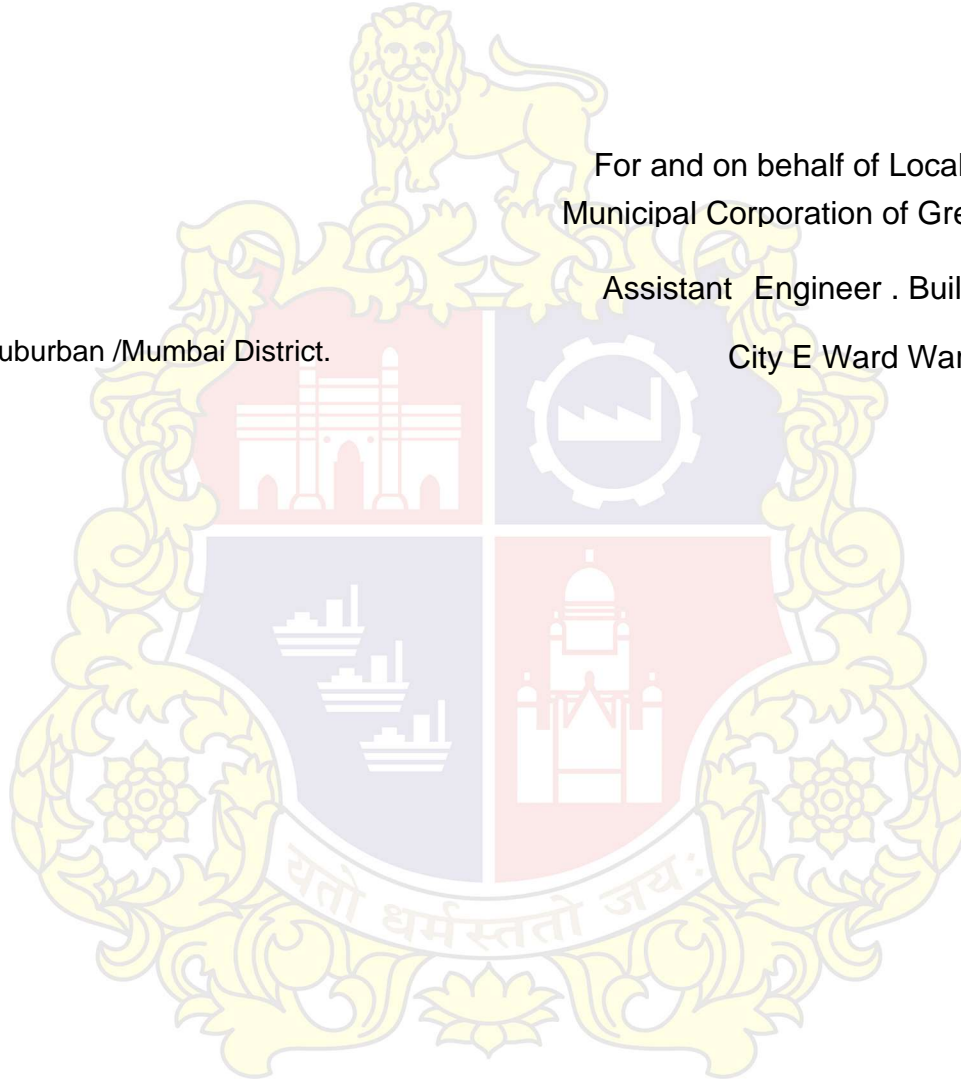 For and on behalf of Local
Municipal Corporation of Gre
Assistant Engineer . Buil
uburban /Mumbai District.
City E Ward War
यतो धर्मस्ततो जयः